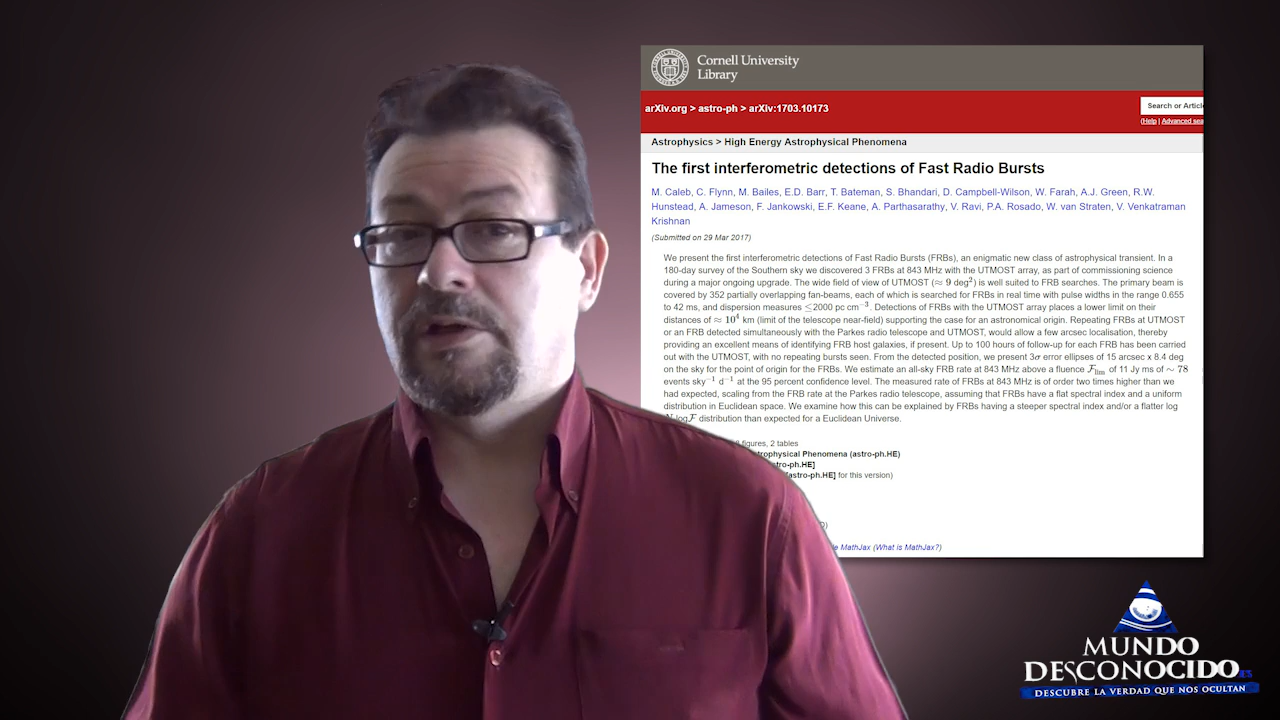 Cornell University
Library
arXiv.org > astro-ph > arXiv:1703.10173
Search or Article
(Help | Advanced sea
Astrophysics > High Energy Astrophysical Phenomena
The first interferometric detections of Fast Radio Bursts
M. Caleb, C. Flynn, M. Bailes, E.D. Barr, T. Bateman, S. Bhandari, D. Campbell-Wilson, W. Farah, A.J. Green, R.W.
Hunstead, A. Jameson, F. Jankowski, E.F. Keane, A. Parthasarathy, V. Ravi, P.A. Rosado, W. van Straten, V. Venkatraman
Krishnan
(Submitted on 29 Mar 2017)
We present the first interferometric detections of Fast Radio Bursts (FRBs), an enigmatic new class of astrophysical transient. In a
180-day survey of the Southern sky we discovered 3 FRBs at 843 MHz with the UTMOST array, as part of commissioning science
during a major ongoing upgrade. The wide field of view of UTMOST (≈ 9 deg²) is well suited to FRB searches. The primary beam is
covered by 352 partially overlapping fan-beams, each of which is searched for FRBs in real time with pulse widths in the range 0.655
to 42 ms, and dispersion measures ≤2000 pc cm⁻³. Detections of FRBs with the UTMOST array places a lower limit on their
distances of ≈ 10⁴ km (limit of the telescope near-field) supporting the case for an astronomical origin. Repeating FRBs at UTMOST
or an FRB detected simultaneously with the Parkes radio telescope and UTMOST, would allow a few arcsec localisation, thereby
providing an excellent means of identifying FRB host galaxies, if present. Up to 100 hours of follow-up for each FRB has been carried
out with the UTMOST, with no repeating bursts seen. From the detected position, we present 3σ error ellipses of 15 arcsec x 8.4 deg
on the sky for the point of origin for the FRBs. We estimate an all-sky FRB rate at 843 MHz above a fluence ℱlim of 11 Jy ms of ∼ 78
events sky⁻¹ d⁻¹ at the 95 percent confidence level. The measured rate of FRBs at 843 MHz is of order two times higher than we
had expected, scaling from the FRB rate at the Parkes radio telescope, assuming that FRBs have a flat spectral index and a uniform
distribution in Euclidean space. We examine how this can be explained by FRBs having a steeper spectral index and/or a flatter log
N-logℱ distribution than expected for a Euclidean Universe.
figures, 2 tables
trophysical Phenomena (astro-ph.HE)
stro-ph.HE]
[astro-ph.HE] for this version)
MathJax (What is MathJax?)
MUNDO
DESCONOCIDO.ES
DESCUBRE LA VERDAD QUE NOS OCULTAN